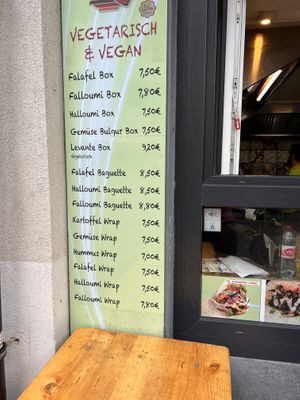 VEGETARISCH
& VEGAN
Falafel Box 7,50€
Falloumi Box 7,80€
Halloumi Box 7,50€
Gemüse Bulgur Box 7,50€
Levante Box 9,20€
Vegetarisch
Falafel Baguette 8,50€
Halloumi Baguette 8,50€
Falloumi Baguette 8,80€
Kartoffel Wrap 7,50€
Gemüse Wrap 7,50€
Hummus Wrap 7,00€
Falafel Wrap 7,50€
Halloumi Wrap 7,50€
Falloumi Wrap 7,80€